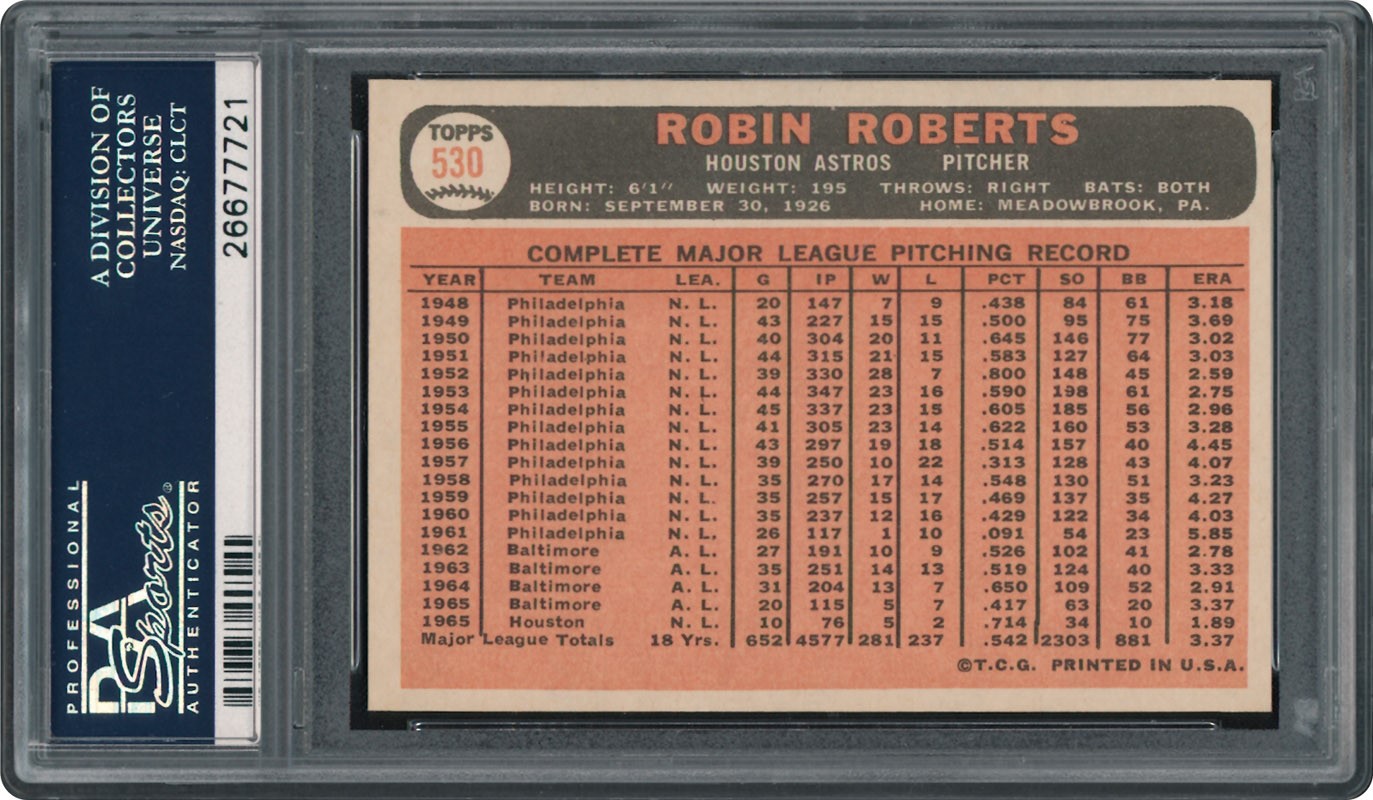 A DIVISION OF
COLLECTORS
UNIVERSE
NASDAQ: CLCT
26677721
PROFESSIONAL
PSA
Sports®
AUTHENTICATOR
TOPPS
530
ROBIN ROBERTS
HOUSTON ASTROS PITCHER
HEIGHT: 6'1" WEIGHT: 195 THROWS: RIGHT BATS: BOTH
BORN: SEPTEMBER 30, 1926 HOME: MEADOWBROOK, PA.
COMPLETE MAJOR LEAGUE PITCHING RECORD
YEAR TEAM LEA. G IP W L PCT SO BB ERA
1948 Philadelphia N. L. 20 147 7 9 .438 84 61 3.18
1949 Philadelphia N. L. 43 227 15 15 .500 95 75 3.69
1950 Philadelphia N. L. 40 304 20 11 .645 146 77 3.02
1951 Philadelphia N. L. 44 315 21 15 .583 127 64 3.03
1952 Philadelphia N. L. 39 330 28 7 .800 148 45 2.59
1953 Philadelphia N. L. 44 347 23 16 .590 198 61 2.75
1954 Philadelphia N. L. 45 337 23 15 .605 185 56 2.96
1955 Philadelphia N. L. 41 305 23 14 .622 160 53 3.28
1956 Philadelphia N. L. 43 297 19 18 .514 157 40 4.45
1957 Philadelphia N. L. 39 250 10 22 .313 128 43 4.07
1958 Philadelphia N. L. 35 270 17 14 .548 130 51 3.23
1959 Philadelphia N. L. 35 257 15 17 .469 137 35 4.27
1960 Philadelphia N. L. 35 237 12 16 .429 122 34 4.03
1961 Philadelphia N. L. 26 117 1 10 .091 54 23 5.85
1962 Baltimore A. L. 27 191 10 9 .526 102 41 2.78
1963 Baltimore A. L. 35 251 14 13 .519 124 40 3.33
1964 Baltimore A. L. 31 204 13 7 .650 109 52 2.91
1965 Baltimore A. L. 20 115 5 7 .417 63 20 3.37
1965 Houston N. L. 10 76 5 2 .714 34 10 1.89
Major League Totals 18 Yrs. 652 4577 281 237 .542 2303 881 3.37
©T.C.G. PRINTED IN U.S.A.